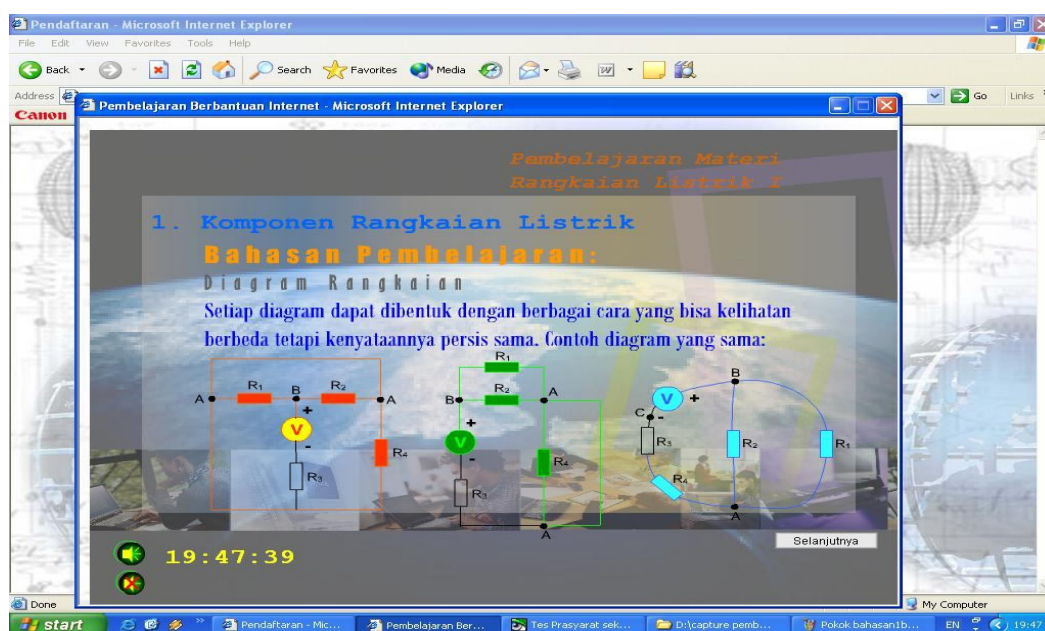 Pendaftaran - Microsoft Internet Explorer
File Edit View Favorites Tools Help
Back Search Favorites Media
Address Go Links
Canon
Pembelajaran Berbantuan Internet - Microsoft Internet Explorer
Pembelajaran Materi
Rangkaian Listrik I
1. Komponen Rangkaian Listrik
Bahasan Pembelajaran:
Diagram Rangkaian
Setiap diagram dapat dibentuk dengan berbagai cara yang bisa kelihatan
berbeda tetapi kenyataannya persis sama. Contoh diagram yang sama:
A R₁ B R₂ A
+
V
-
R₃
R₄
R₁
B R₂ A
+
V
-
R₃
R₄
A
B
V +
C -
R₃
R₄
R₂
R₁
A
Selanjutnya
19:47:39
Done My Computer
start Pendaftaran - Mic... Pembelajaran Ber... Tes Prasyarat sek... D:\capture pemb... Pokok bahasan1b... EN 19:47